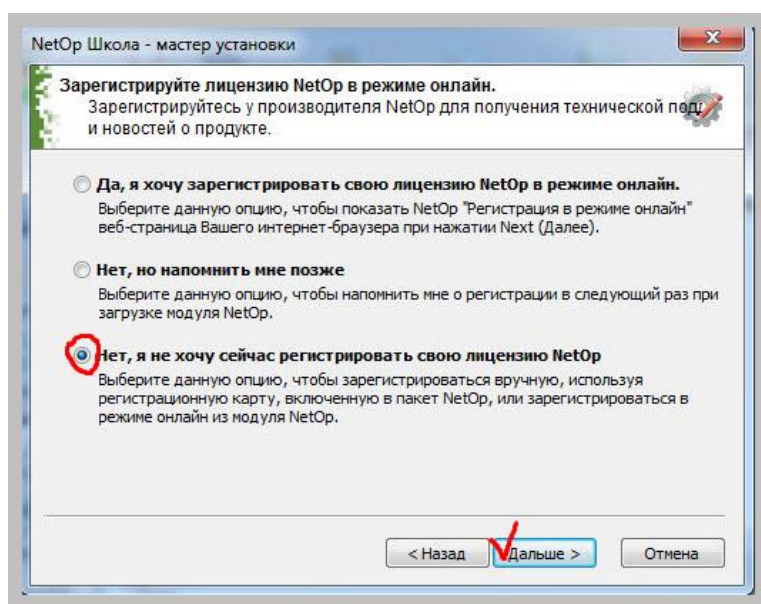 NetOp Школа - мастер установки
Зарегистрируйте лицензию NetOp в режиме онлайн.
Зарегистрируйтесь у производителя NetOp для получения технической
и новостей о продукте.
Да, я хочу зарегистрировать свою лицензию NetOp в режиме онлайн.
Выберите данную опцию, чтобы показать NetOp "Регистрация в режиме онлайн"
веб-страница Вашего интернет-браузера при нажатии Next (Далее).
Нет, но напомнить мне позже
Выберите данную опцию, чтобы напомнить мне о регистрации в следующий раз при
загрузке модуля NetOp.
Нет, я не хочу сейчас регистрировать свою лицензию NetOp
Выберите данную опцию, чтобы зарегистрироваться вручную, используя
регистрационную карту, включенную в пакет NetOp, или зарегистрироваться в
режиме онлайн из модуля NetOp.
< Назад Дальше > Отмена